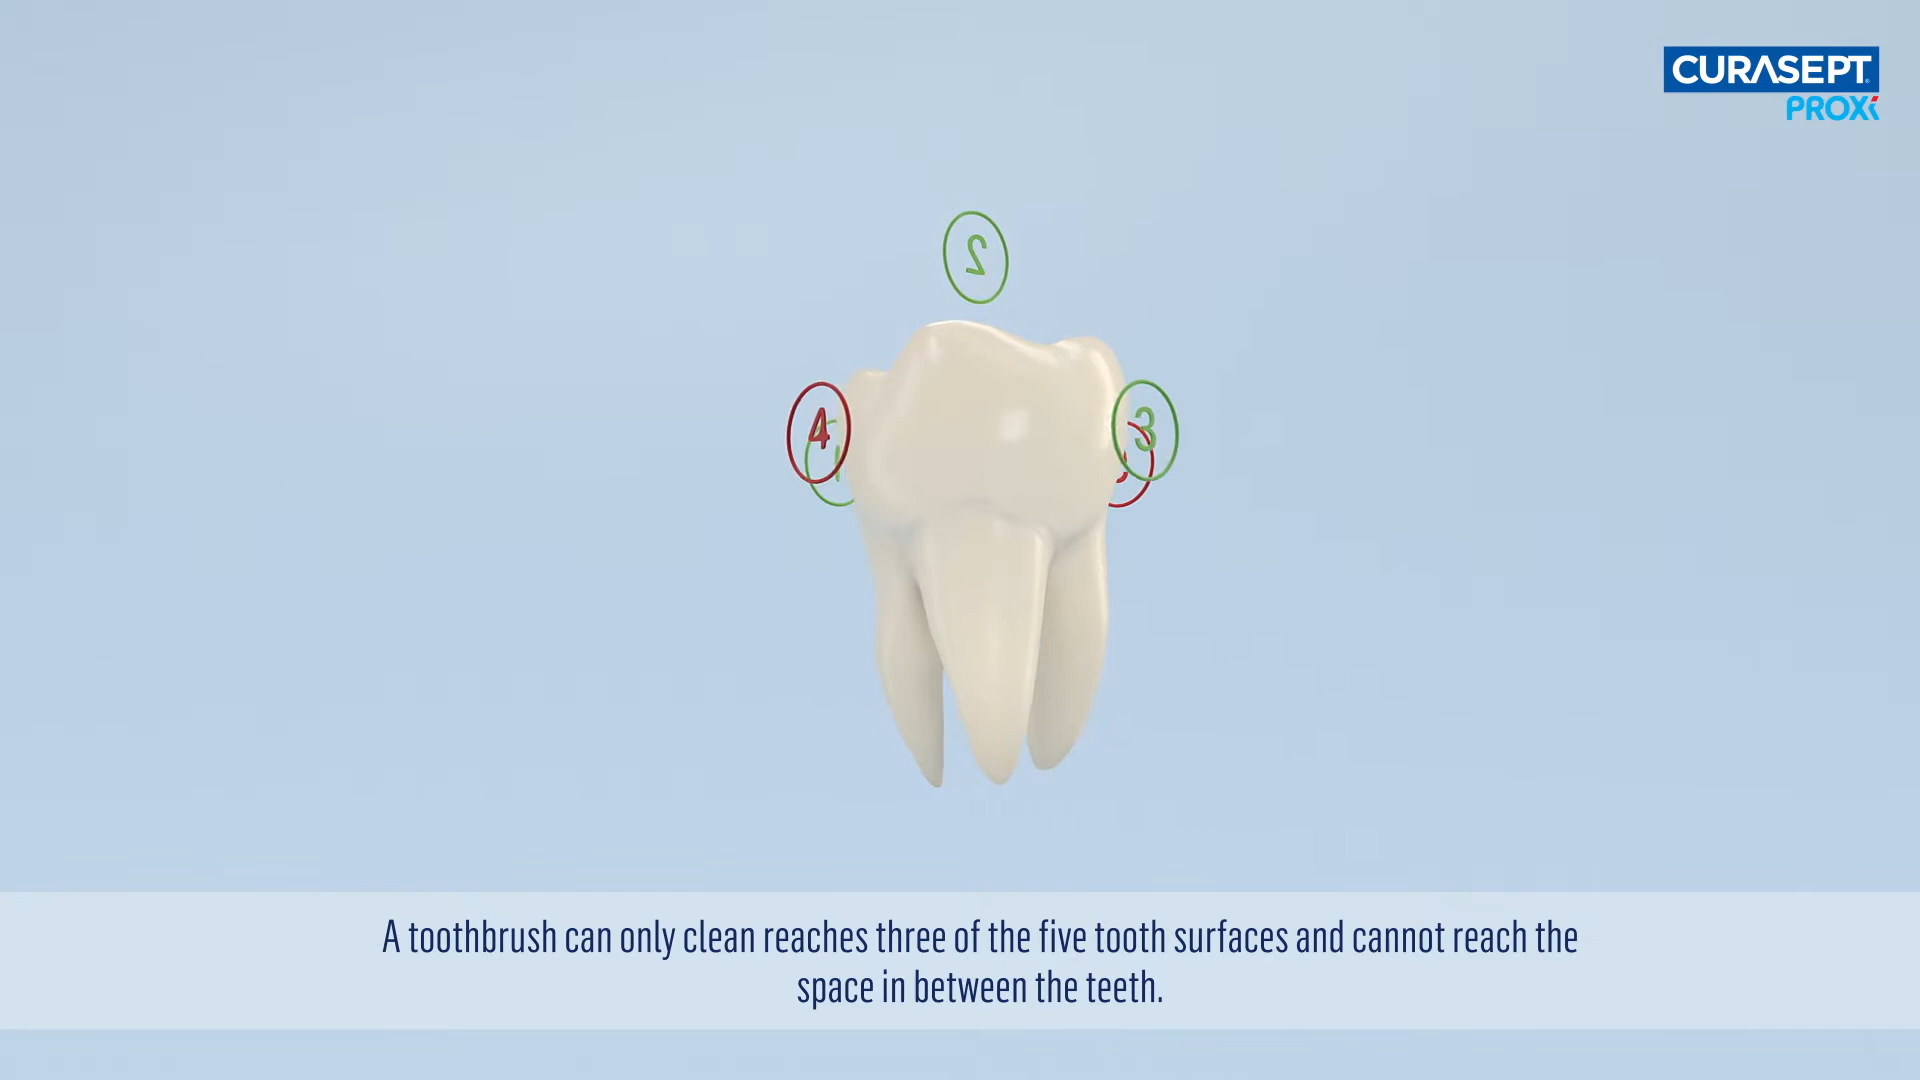 CURASEPT
PROXi
2
4
3
1
A toothbrush can only clean reaches three of the five tooth surfaces and cannot reach the
space in between the teeth.